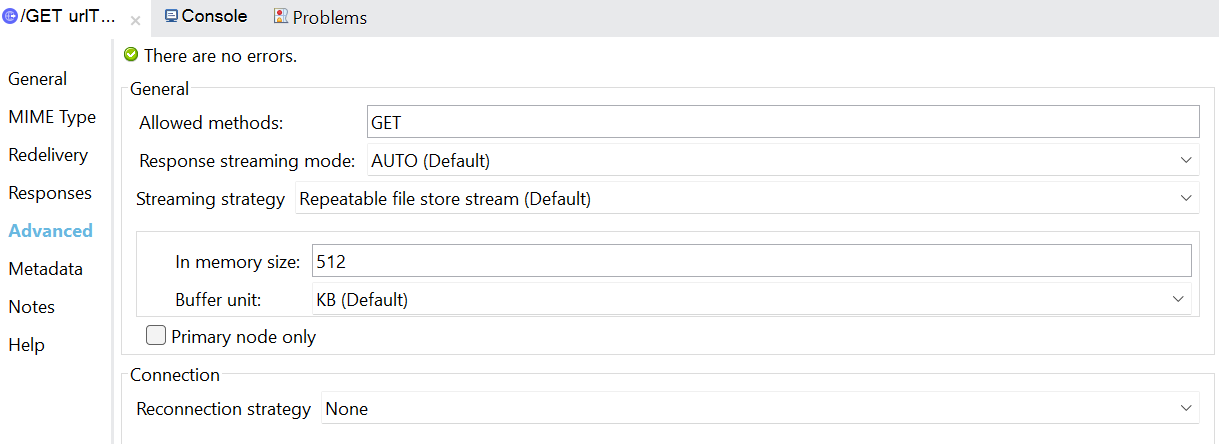 /GET urlT... Console Problems
There are no errors.
General
General
Allowed methods: GET
MIME Type
Response streaming mode: AUTO (Default)
Redelivery
Streaming strategy Repeatable file store stream (Default)
Responses
Advanced
In memory size: 512
Metadata
Buffer unit: KB (Default)
Notes
Primary node only
Help
Connection
Reconnection strategy None